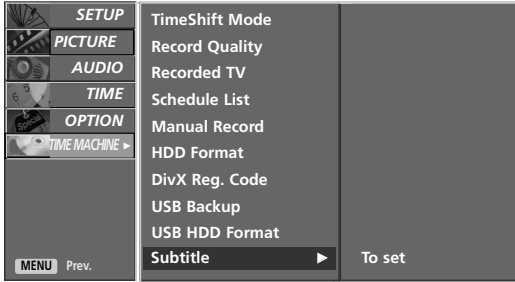 SETUP
PICTURE
AUDIO
TIME
OPTION
TIME MACHINE ►
MENU Prev.
TimeShift Mode
Record Quality
Recorded TV
Schedule List
Manual Record
HDD Format
DivX Reg. Code
USB Backup
USB HDD Format
Subtitle ► To set